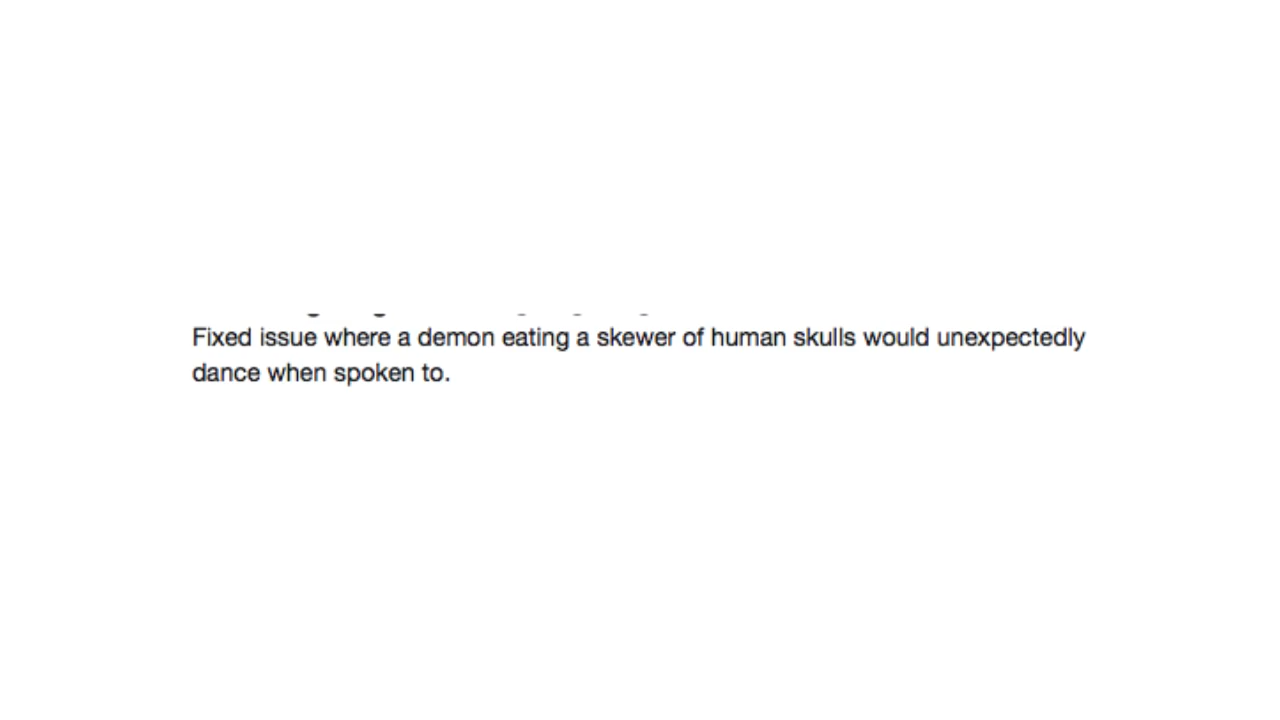 Fixed issue where a demon eating a skewer of human skulls would unexpectedly
dance when spoken to.